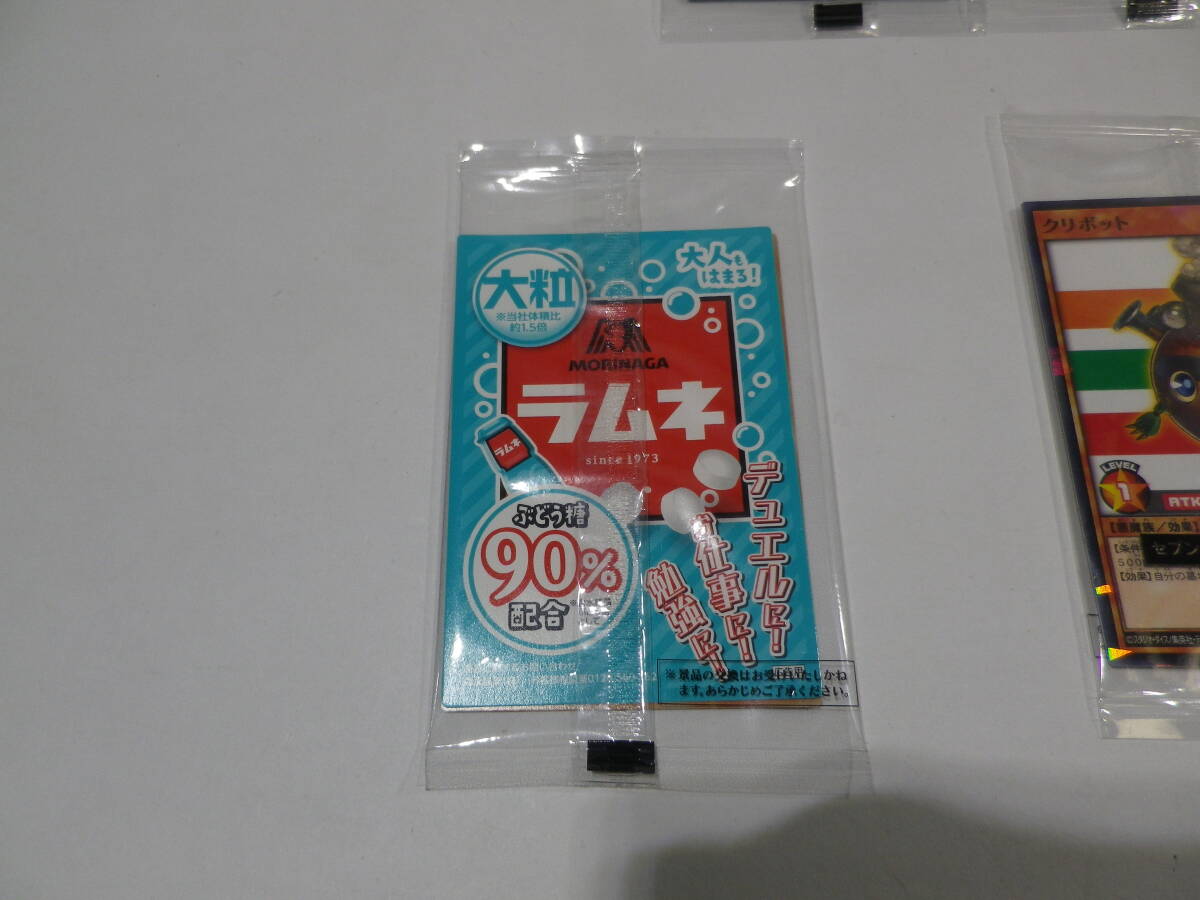 大粒
※当社体積比
約1.5倍
大人も
はまる!
MORINAGA
ラムネ
since 1973
ラムネ
ぶどう糖
90%
配合
デュエルに!
仕事に!
勉強に!
※景品の交換はお受けいたしかね
ます。あらかじめご了承ください。
クリボット
LEVEL
1
ATK
セブン
500
【効果】自分の墓